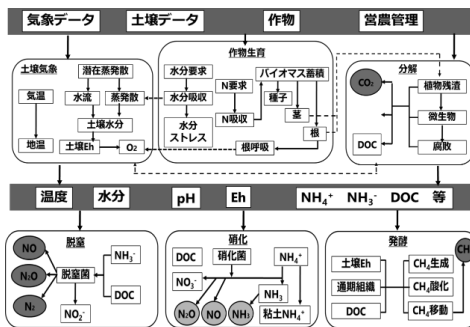 気象データ 土壌データ 作物 営農管理
土壌気象
気温
地温
潜在蒸発散
水流
蒸発散
土壌水分
土壌Eh
O₂
作物生育
水分要求
水分吸収
水分
ストレス
N要求
N吸収
バイオマス蓄積
種子
茎
根
根呼吸
分解
CO₂
DOC
植物残渣
微生物
腐敗
温度 水分 pH Eh NH₄⁺ NH₃⁻ DOC 等
脱窒
NO
N₂O
N₂
脱窒菌
NO₂⁻
NH₃⁻
DOC
硝化
DOC
硝化菌
NH₄⁺
NO₃⁻
N₂O
NO
NH₃
NH₃
粘土NH₄⁺
発酵
土壌Eh
通期組織
DOC
CH₄生成
CH₄酸化
CH₄移動